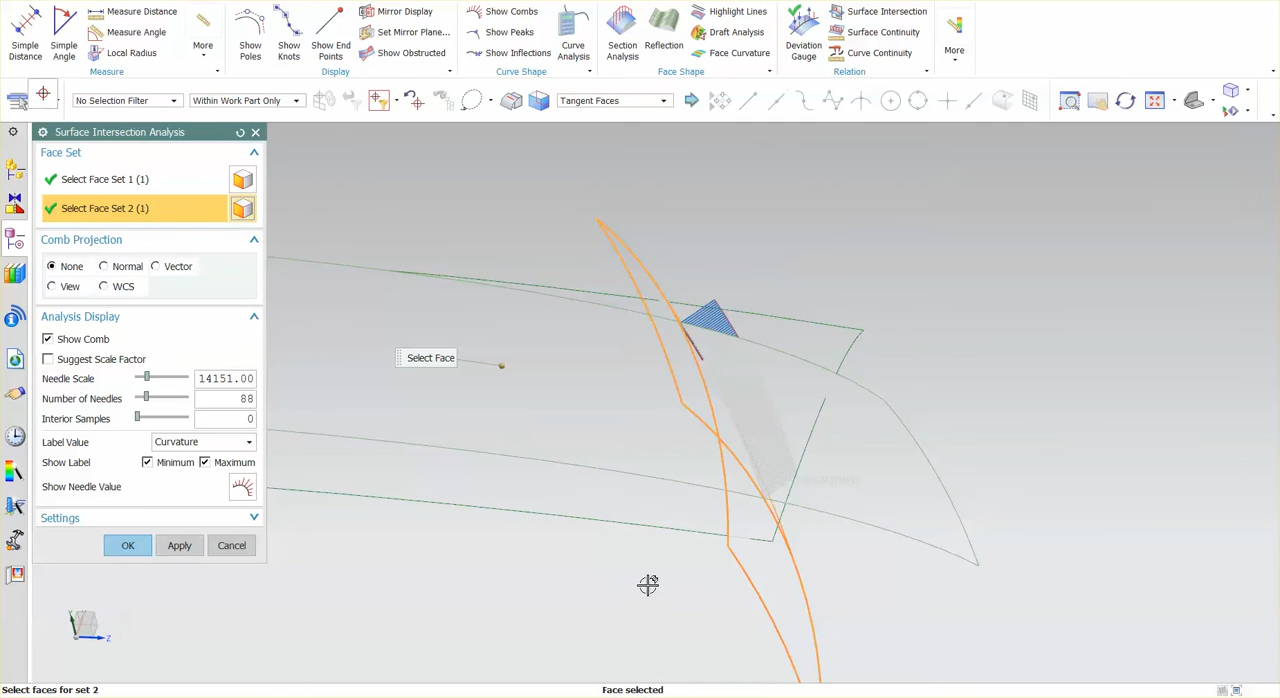 Simple Distance
Simple Angle
Measure Distance
Measure Angle
Local Radius
More
Measure
Show Poles
Show Knots
Show End Points
Mirror Display
Set Mirror Plane...
Show Obstructed
Display
Show Combs
Show Peaks
Show Inflections
Curve Analysis
Curve Shape
Section Analysis
Reflection
Highlight Lines
Draft Analysis
Face Curvature
Face Shape
Deviation Gauge
Surface Intersection
Surface Continuity
Curve Continuity
Relation
More
No Selection Filter
Within Work Part Only
Tangent Faces
Surface Intersection Analysis
Face Set
Select Face Set 1 (1)
Select Face Set 2 (1)
Comb Projection
None Normal Vector
View WCS
Analysis Display
Show Comb
Suggest Scale Factor
Needle Scale 14151.00
Number of Needles 88
Interior Samples 0
Label Value Curvature
Show Label Minimum Maximum
Show Needle Value
Settings
OK Apply Cancel
Select Face
Z
Select faces for set 2
Face selected